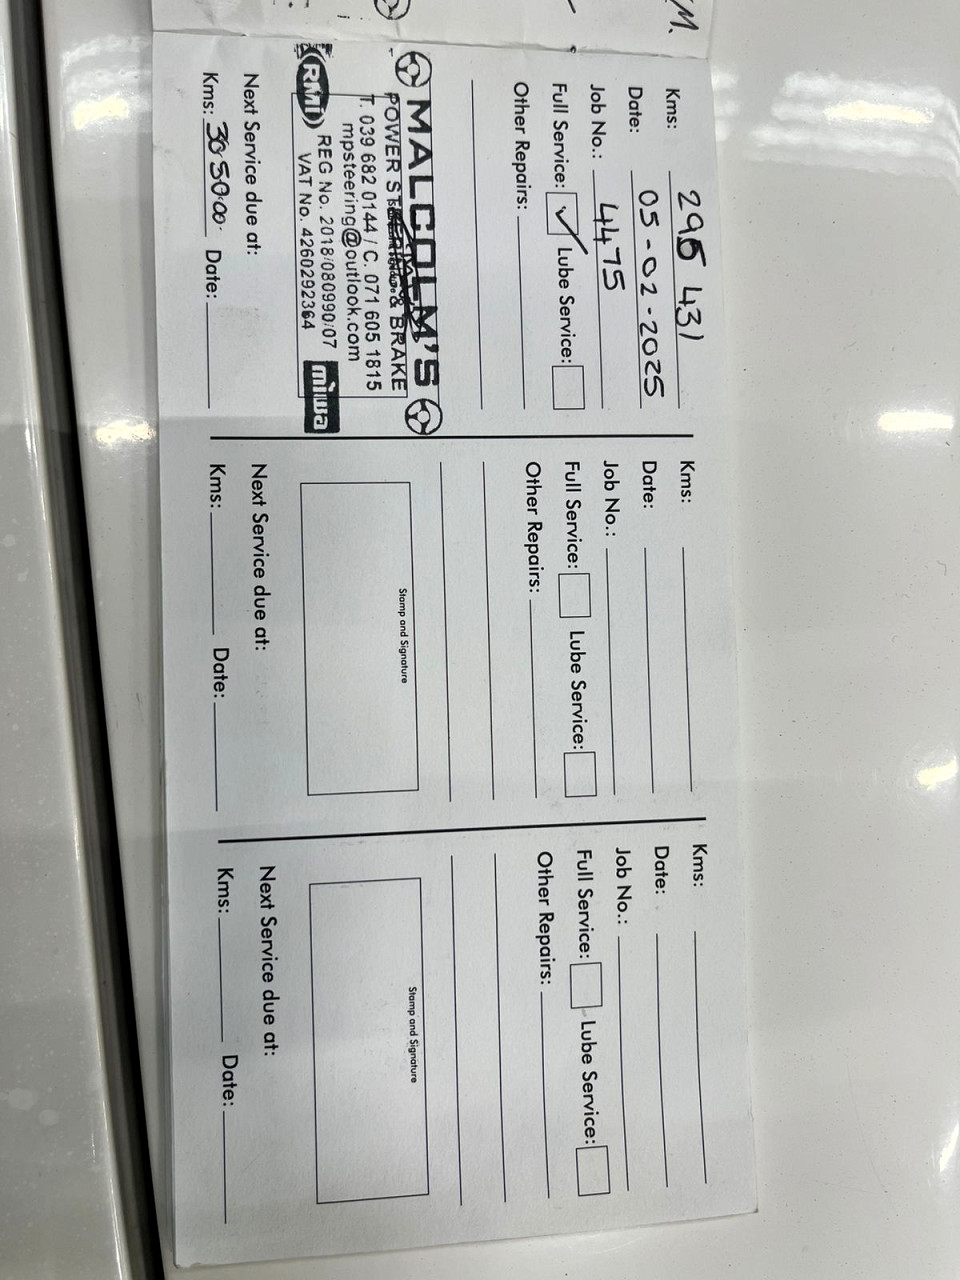 M.
Kms: 295 431
Date: 05-02-2025
Job No.: 4475
Full Service: ✓ Lube Service:
Other Repairs:
MALCOLM'S
POWER STEERING & BRAKE
T. 039 682 0144 / C. 071 605 1815
mpsteering@outlook.com
RMI REG No. 2018/080990/07
VAT No. 4260292364 miwa
Next Service due at:
Kms: 305000 Date:
Kms:
Date:
Job No.:
Full Service: Lube Service:
Other Repairs:
Stamp and Signature
Next Service due at:
Kms: Date:
Kms:
Date:
Job No.:
Full Service: Lube Service:
Other Repairs:
Stamp and Signature
Next Service due at:
Kms: Date: